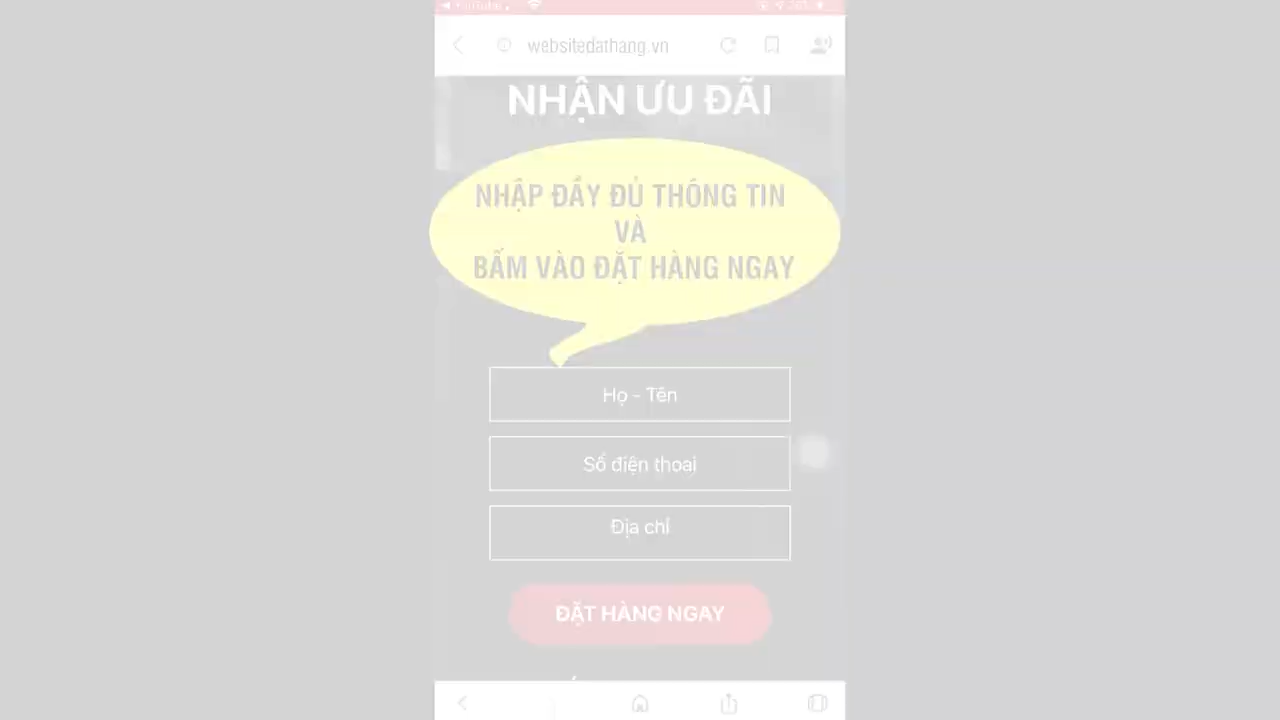 websitedathang.vn
NHẬN ƯU ĐÃI
NHẬP ĐẦY ĐỦ THÔNG TIN
VÀ
BẤM VÀO ĐẶT HÀNG NGAY
Họ - Tên
Số điện thoại
Địa chỉ
ĐẶT HÀNG NGAY